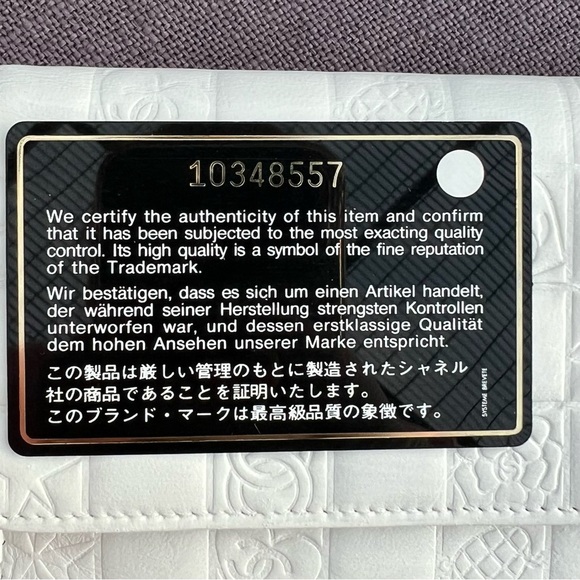 10348557
We certify the authenticity of this item and confirm
that it has been subjected to the most exacting quality
control. Its high quality is a symbol of the fine reputation
of the Trademark.
Wir bestätigen, dass es sich um einen Artikel handelt,
der während seiner Herstellung strengsten Kontrollen
unterworfen war, und dessen erstklassige Qualität
dem hohen Ansehen unserer Marke entspricht.
この製品は厳しい管理のもとに製造されたシャネル
社の商品であることを証明いたします。
このブランド・マークは最高級品質の象徴です。
SYSTEME BREVETE